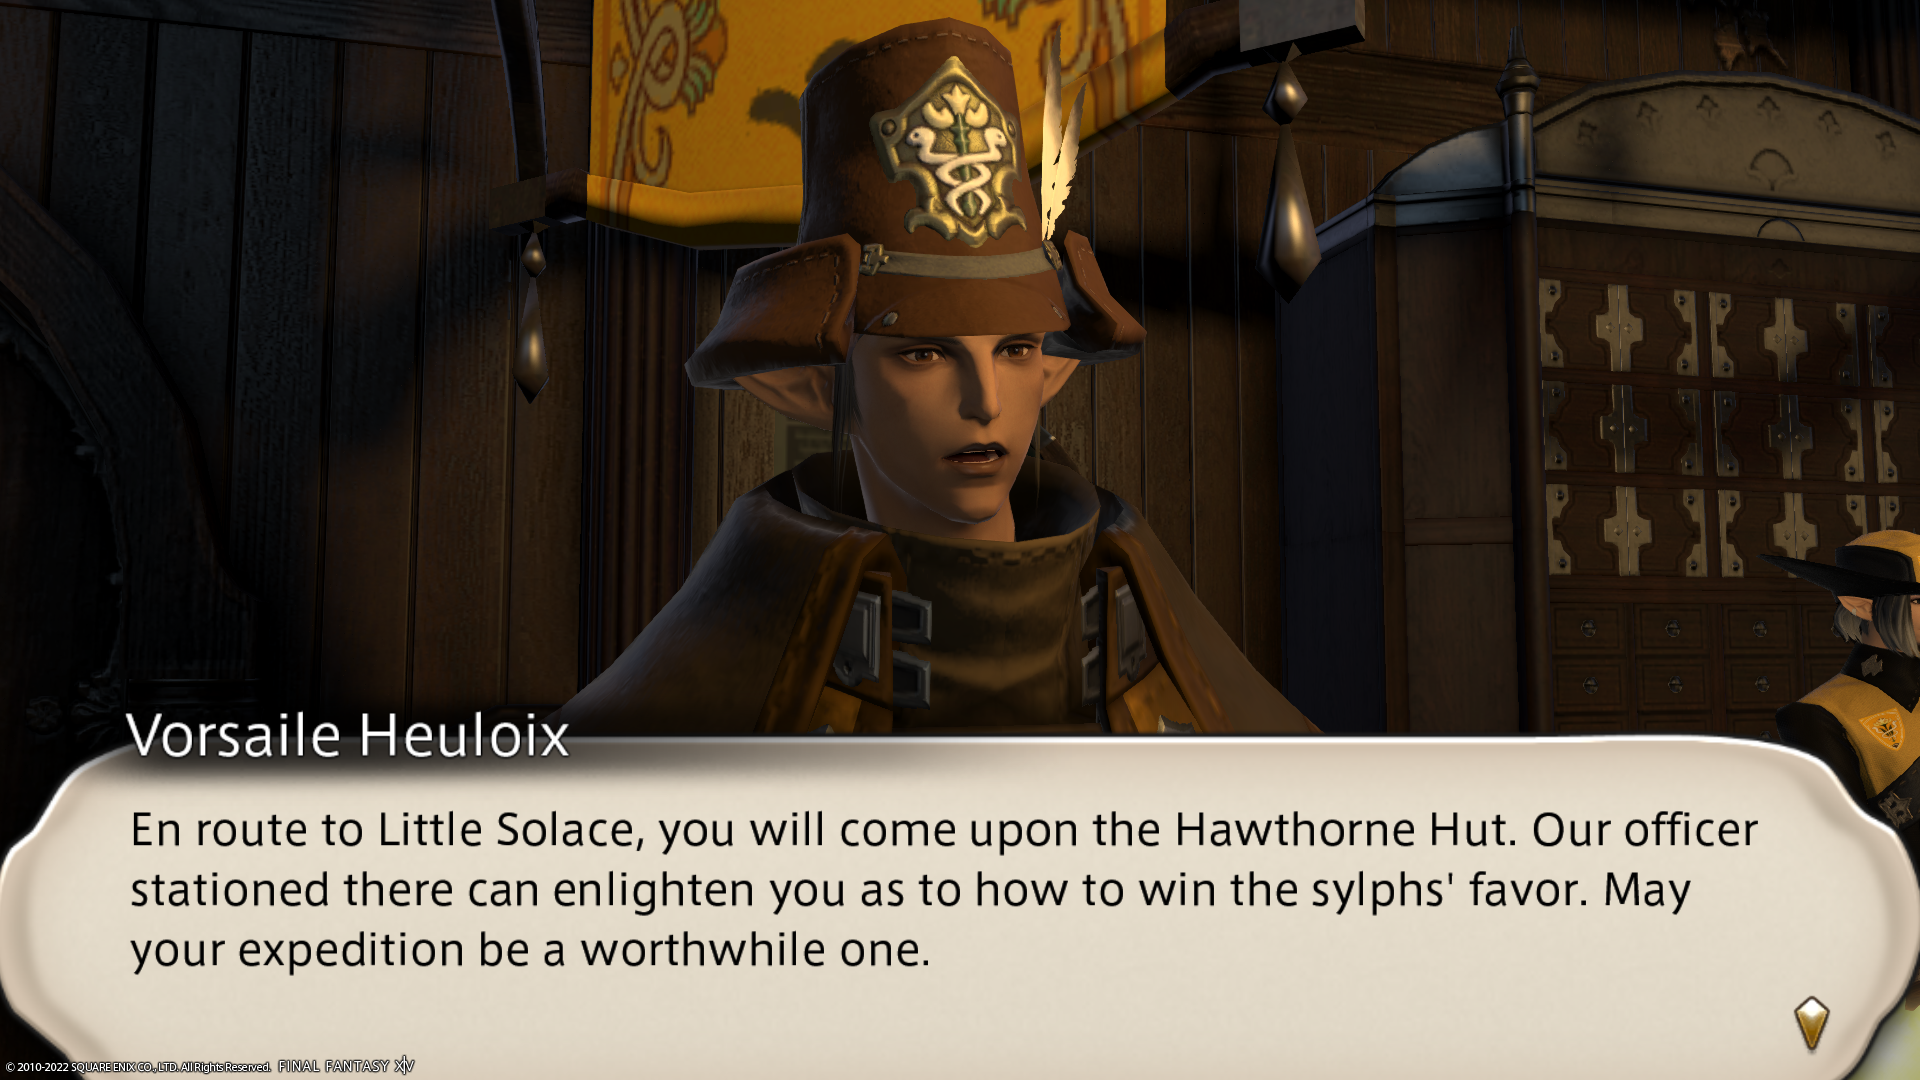 Vorsaile Heuloix
En route to Little Solace, you will come upon the Hawthorne Hut. Our officer
stationed there can enlighten you as to how to win the sylphs' favor. May
your expedition be a worthwhile one.
© 2010-2022 SQUARE ENIX CO., LTD. All Rights Reserved. FINAL FANTASY XIV